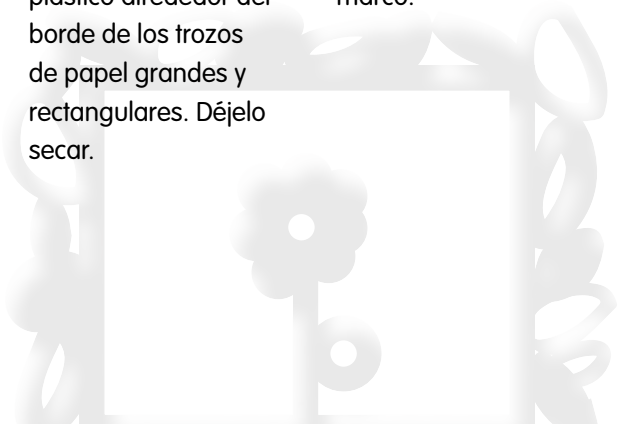 plástico alrededor del
borde de los trozos
de papel grandes y
rectangulares. Déjelo
secar.
marco.